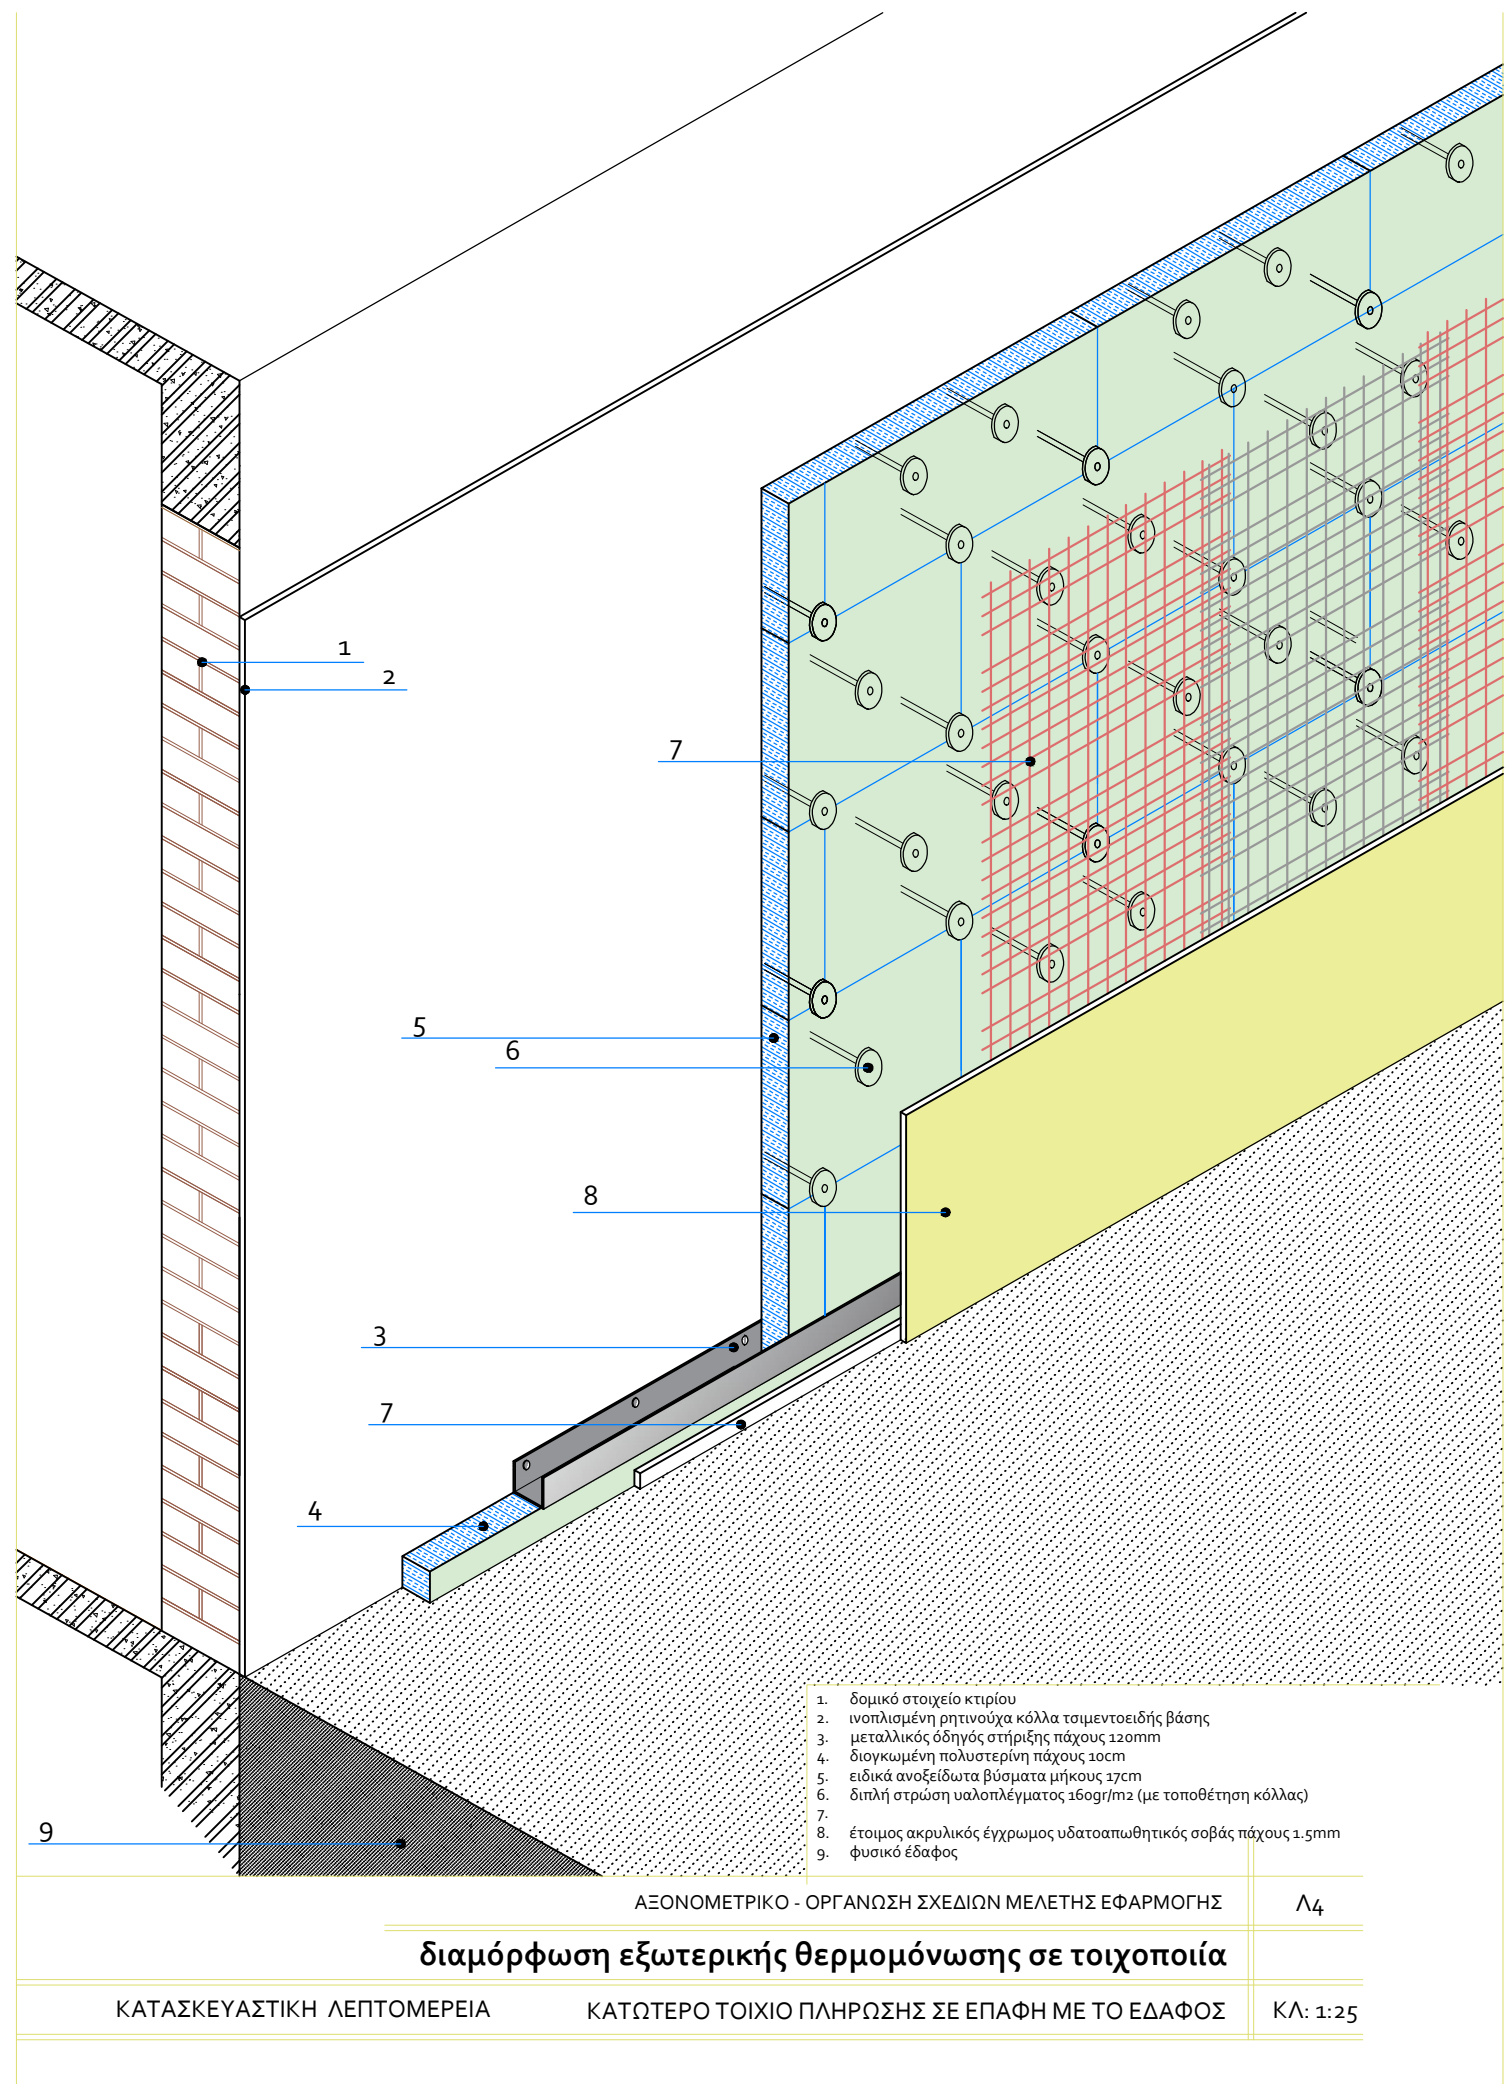 1
2
7
5
6
8
3
7
4
9
1. δομικό στοιχείο κτιρίου
2. ινοπλισμένη ρητινούχα κόλλα τσιμεντοειδής βάσης
3. μεταλλικός όδηγός στήριξης πάχους 120mm
4. διογκωμένη πολυστερίνη πάχους 10cm
5. ειδικά ανοξείδωτα βύσματα μήκους 17cm
6. διπλή στρώση υαλοπλέγματος 160gr/m2 (με τοποθέτηση κόλλας)
7.
8. έτοιμος ακρυλικός έγχρωμος υδατοαπωθητικός σοβάς πάχους 1.5mm
9. φυσικό έδαφος
ΑΞΟΝΟΜΕΤΡΙΚΟ - ΟΡΓΑΝΩΣΗ ΣΧΕΔΙΩΝ ΜΕΛΕΤΗΣ ΕΦΑΡΜΟΓΗΣ Λ4
διαμόρφωση εξωτερικής θερμομόνωσης σε τοιχοποιία
ΚΑΤΑΣΚΕΥΑΣΤΙΚΗ ΛΕΠΤΟΜΕΡΕΙΑ ΚΑΤΩΤΕΡΟ ΤΟΙΧΙΟ ΠΛΗΡΩΣΗΣ ΣΕ ΕΠΑΦΗ ΜΕ ΤΟ ΕΔΑΦΟΣ ΚΛ: 1:25